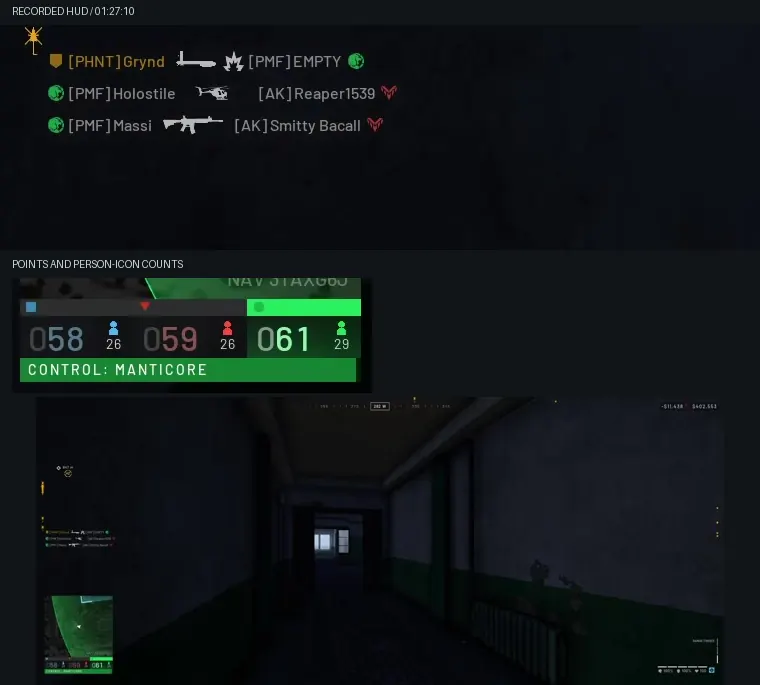 RECORDED HUD / 01:27:10
[PHNT]Grynd [PMF]EMPTY
[PMF]Holostile [AK]Reaper1539
[PMF]Massi [AK]Smitty Bacall
POINTS AND PERSON-ICON COUNTS
058 26 059 26 061 29
CONTROL: MANTICORE